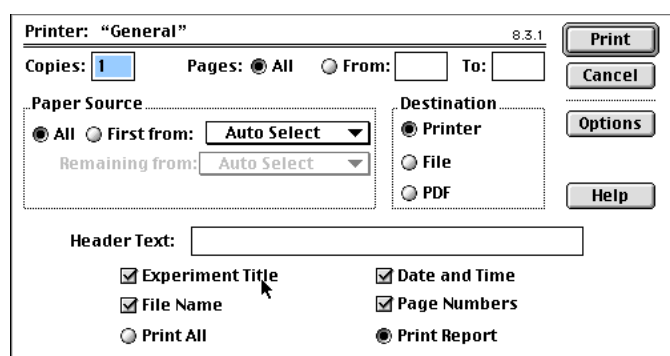 Printer: “General” 8.3.1 Print
Copies: 1 Pages: All From: To: Cancel
Paper Source Destination
All First from: Auto Select Printer Options
Remaining from: Auto Select File
PDF Help
Header Text:
Experiment Title Date and Time
File Name Page Numbers
Print All Print Report